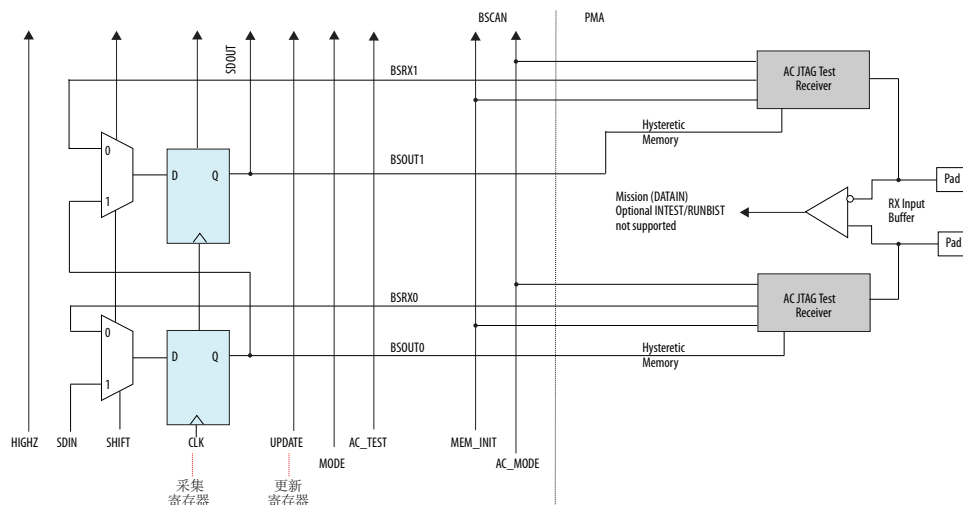 BSCAN
PMA
SDOUT
BSRX1
AC JTAG Test
Receiver
0
1
D
Q
BSOUT1
Hysteretic
Memory
Pad
Mission (DATAIN)
Optional INTEST/RUNBIST
not supported
RX Input
Buffer
Pad
BSRX0
AC JTAG Test
Receiver
0
1
D
Q
BSOUT0
Hysteretic
Memory
HIGHZ
SDIN
SHIFT
CLK
UPDATE
MODE
AC_TEST
MEM_INIT
AC_MODE
采集
寄存器
更新
寄存器